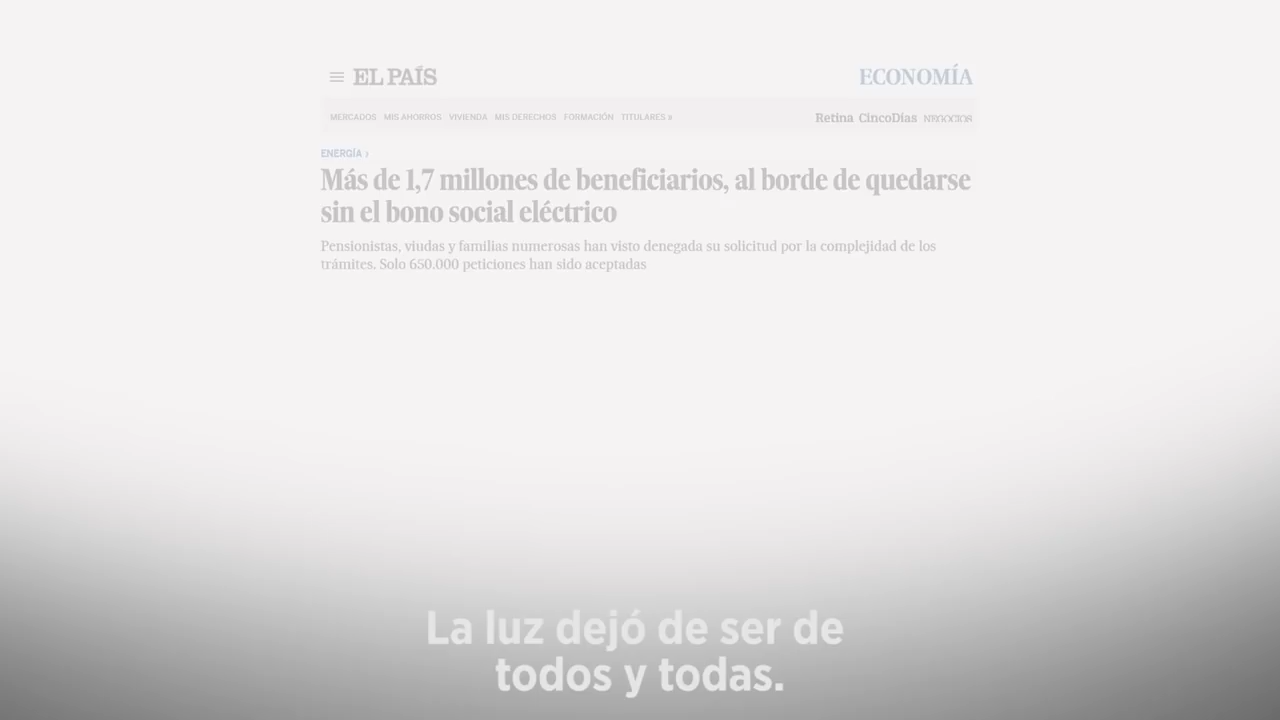 EL PAÍS
ECONOMÍA
MERCADOS MIS AHORROS VIVIENDA MIS DERECHOS FORMACIÓN TITULARES »
Retina CincoDías NEGOCIOS
ENERGÍA ›
Más de 1,7 millones de beneficiarios, al borde de quedarse
sin el bono social eléctrico
Pensionistas, viudas y familias numerosas han visto denegada su solicitud por la complejidad de los
trámites. Solo 650.000 peticiones han sido aceptadas
La luz dejó de ser de
todos y todas.